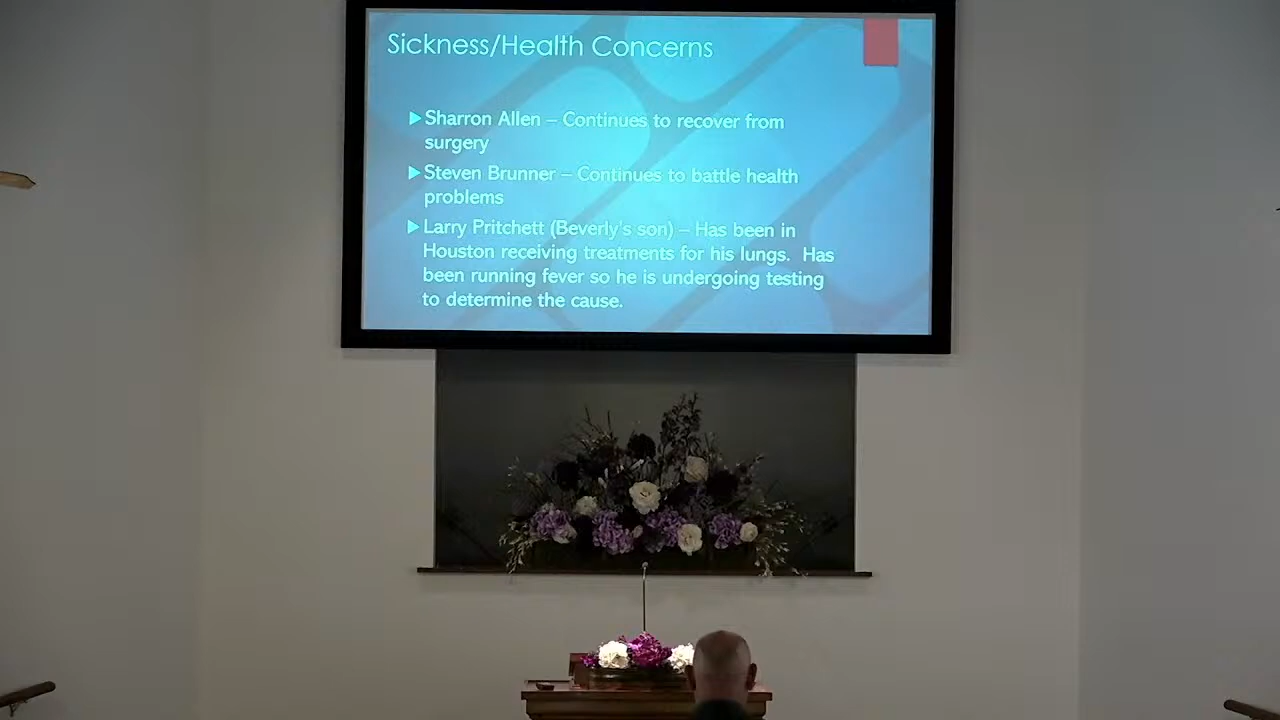 Sickness/Health Concerns
Sharron Allen – Continues to recover from
surgery
Steven Brunner – Continues to battle health
problems
Larry Pritchett (Beverly's son) – Has been in
Houston receiving treatments for his lungs.  Has
been running fever so he is undergoing testing
to determine the cause.